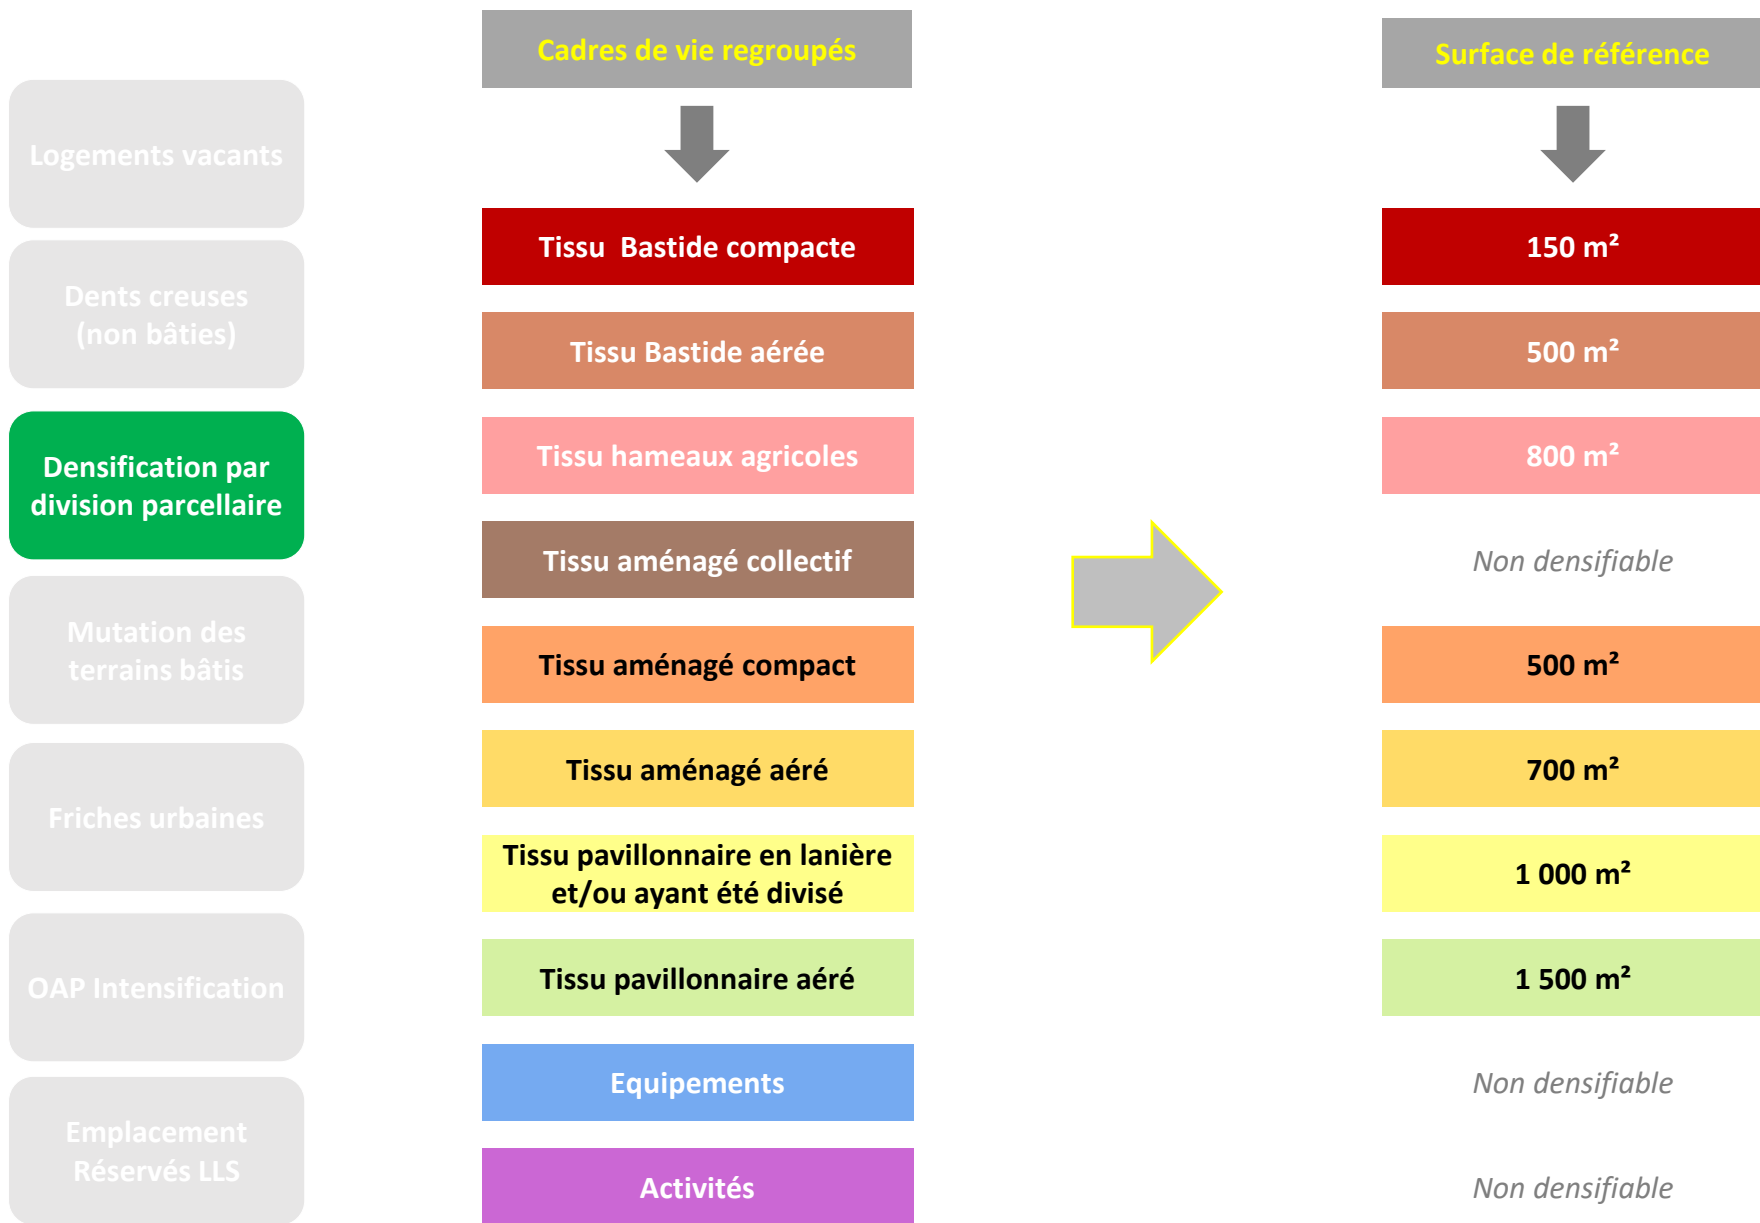 Cadres de vie regroupés
Surface de référence
Logements vacants
Dents creuses
(non bâties)
Densification par
division parcellaire
Mutation des
terrains bâtis
Friches urbaines
OAP Intensification
Emplacement
Réservés LLS
Tissu  Bastide compacte
150 m²
Tissu Bastide aérée
500 m²
Tissu hameaux agricoles
800 m²
Tissu aménagé collectif
Non densifiable
Tissu aménagé compact
500 m²
Tissu aménagé aéré
700 m²
Tissu pavillonnaire en lanière
et/ou ayant été divisé
1 000 m²
Tissu pavillonnaire aéré
1 500 m²
Equipements
Non densifiable
Activités
Non densifiable